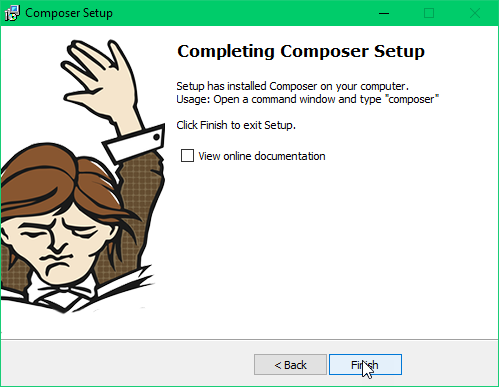 Composer Setup
Completing Composer Setup
Setup has installed Composer on your computer.
Usage: Open a command window and type "composer"
Click Finish to exit Setup.
View online documentation
< Back
Finish